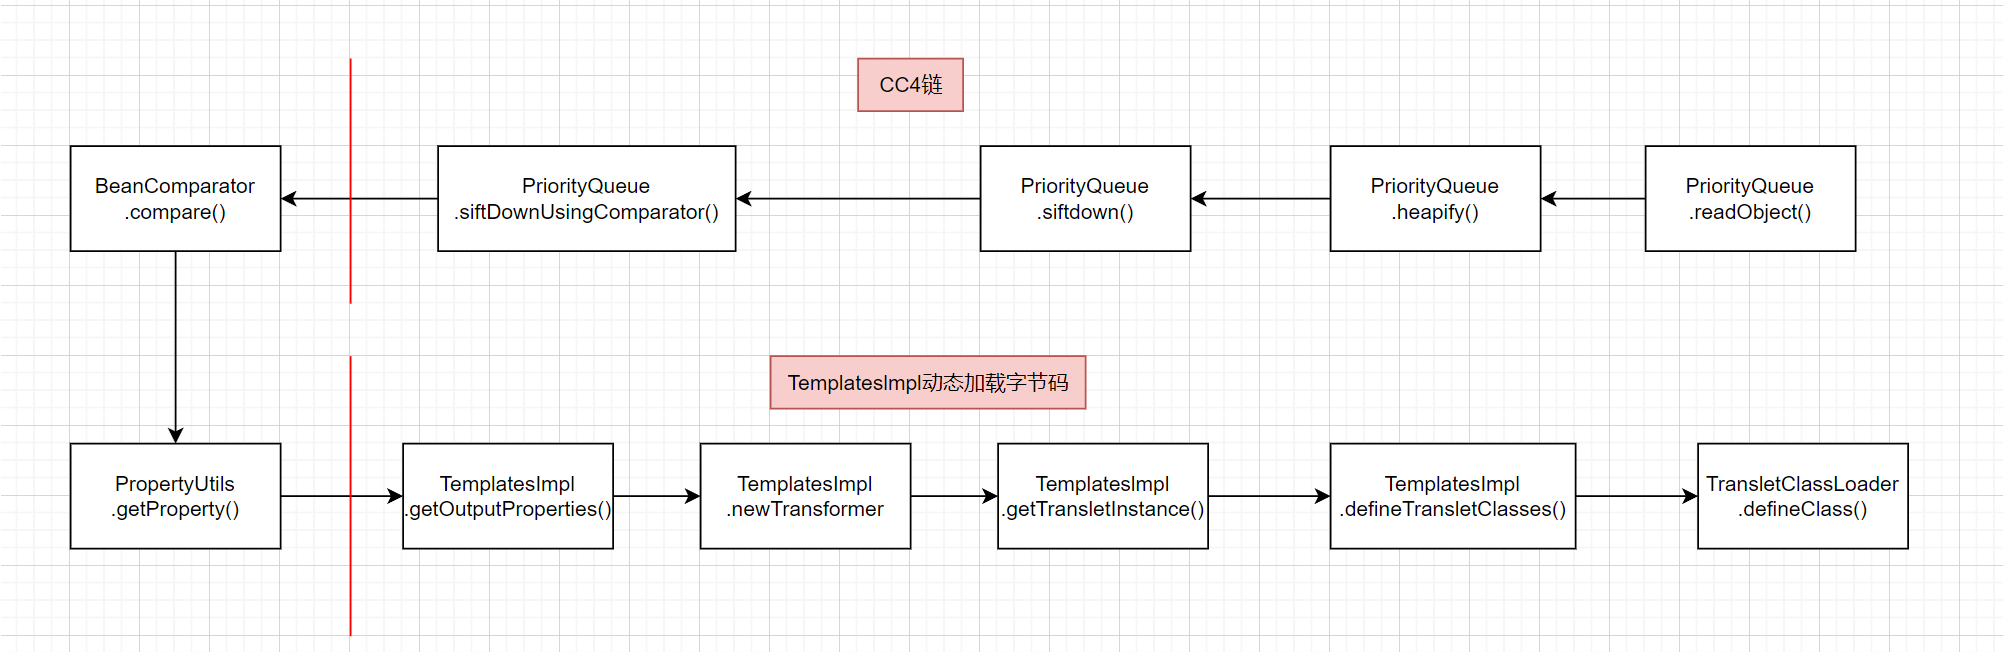 CC4链
BeanComparator
.compare()
PriorityQueue
.siftDownUsingComparator()
PriorityQueue
.siftdown()
PriorityQueue
.heapify()
PriorityQueue
.readObject()
TemplatesImpl动态加载字节码
PropertyUtils
.getProperty()
TemplatesImpl
.getOutputProperties()
TemplatesImpl
.newTransformer
TemplatesImpl
.getTransletInstance()
TemplatesImpl
.defineTransletClasses()
TransletClassLoader
.defineClass()